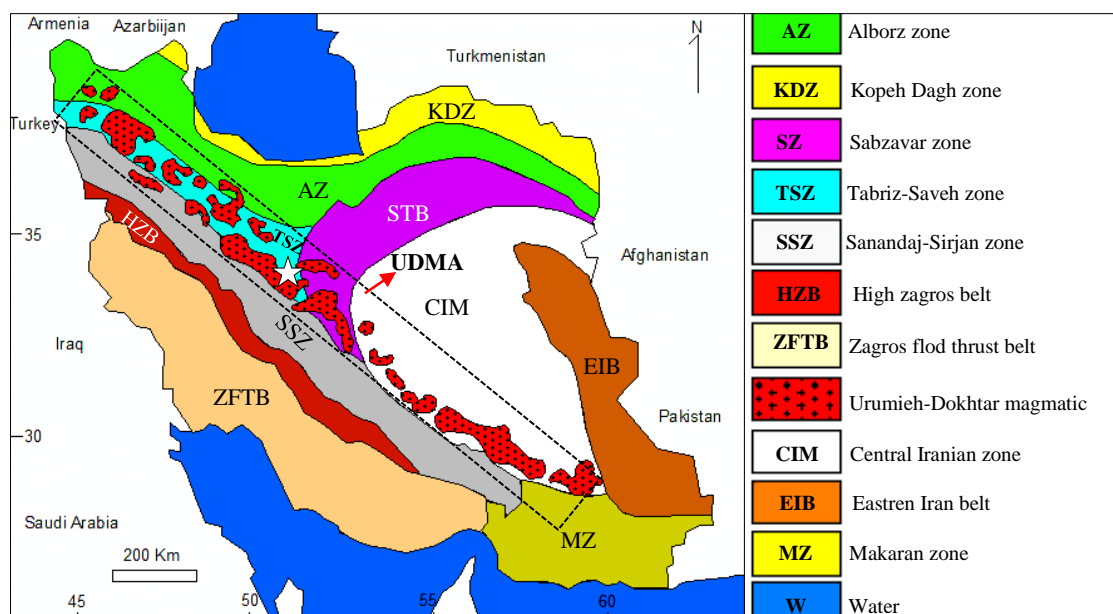 Armenia
Azarbiijan
Turkmenistan
N
KDZ
Turkey
AZ
STB
TSZ
HZB
35
Afghanistan
UDMA
CIM
SSZ
Iraq
EIB
ZFTB
Pakistan
30
Saudi Arabia
MZ
200 Km
45
50
55
60
AZ Alborz zone
KDZ Kopeh Dagh zone
SZ Sabzavar zone
TSZ Tabriz-Saveh zone
SSZ Sanandaj-Sirjan zone
HZB High zagros belt
ZFTB Zagros flod thrust belt
Urumieh-Dokhtar magmatic
CIM Central Iranian zone
EIB Eastren Iran belt
MZ Makaran zone
W Water